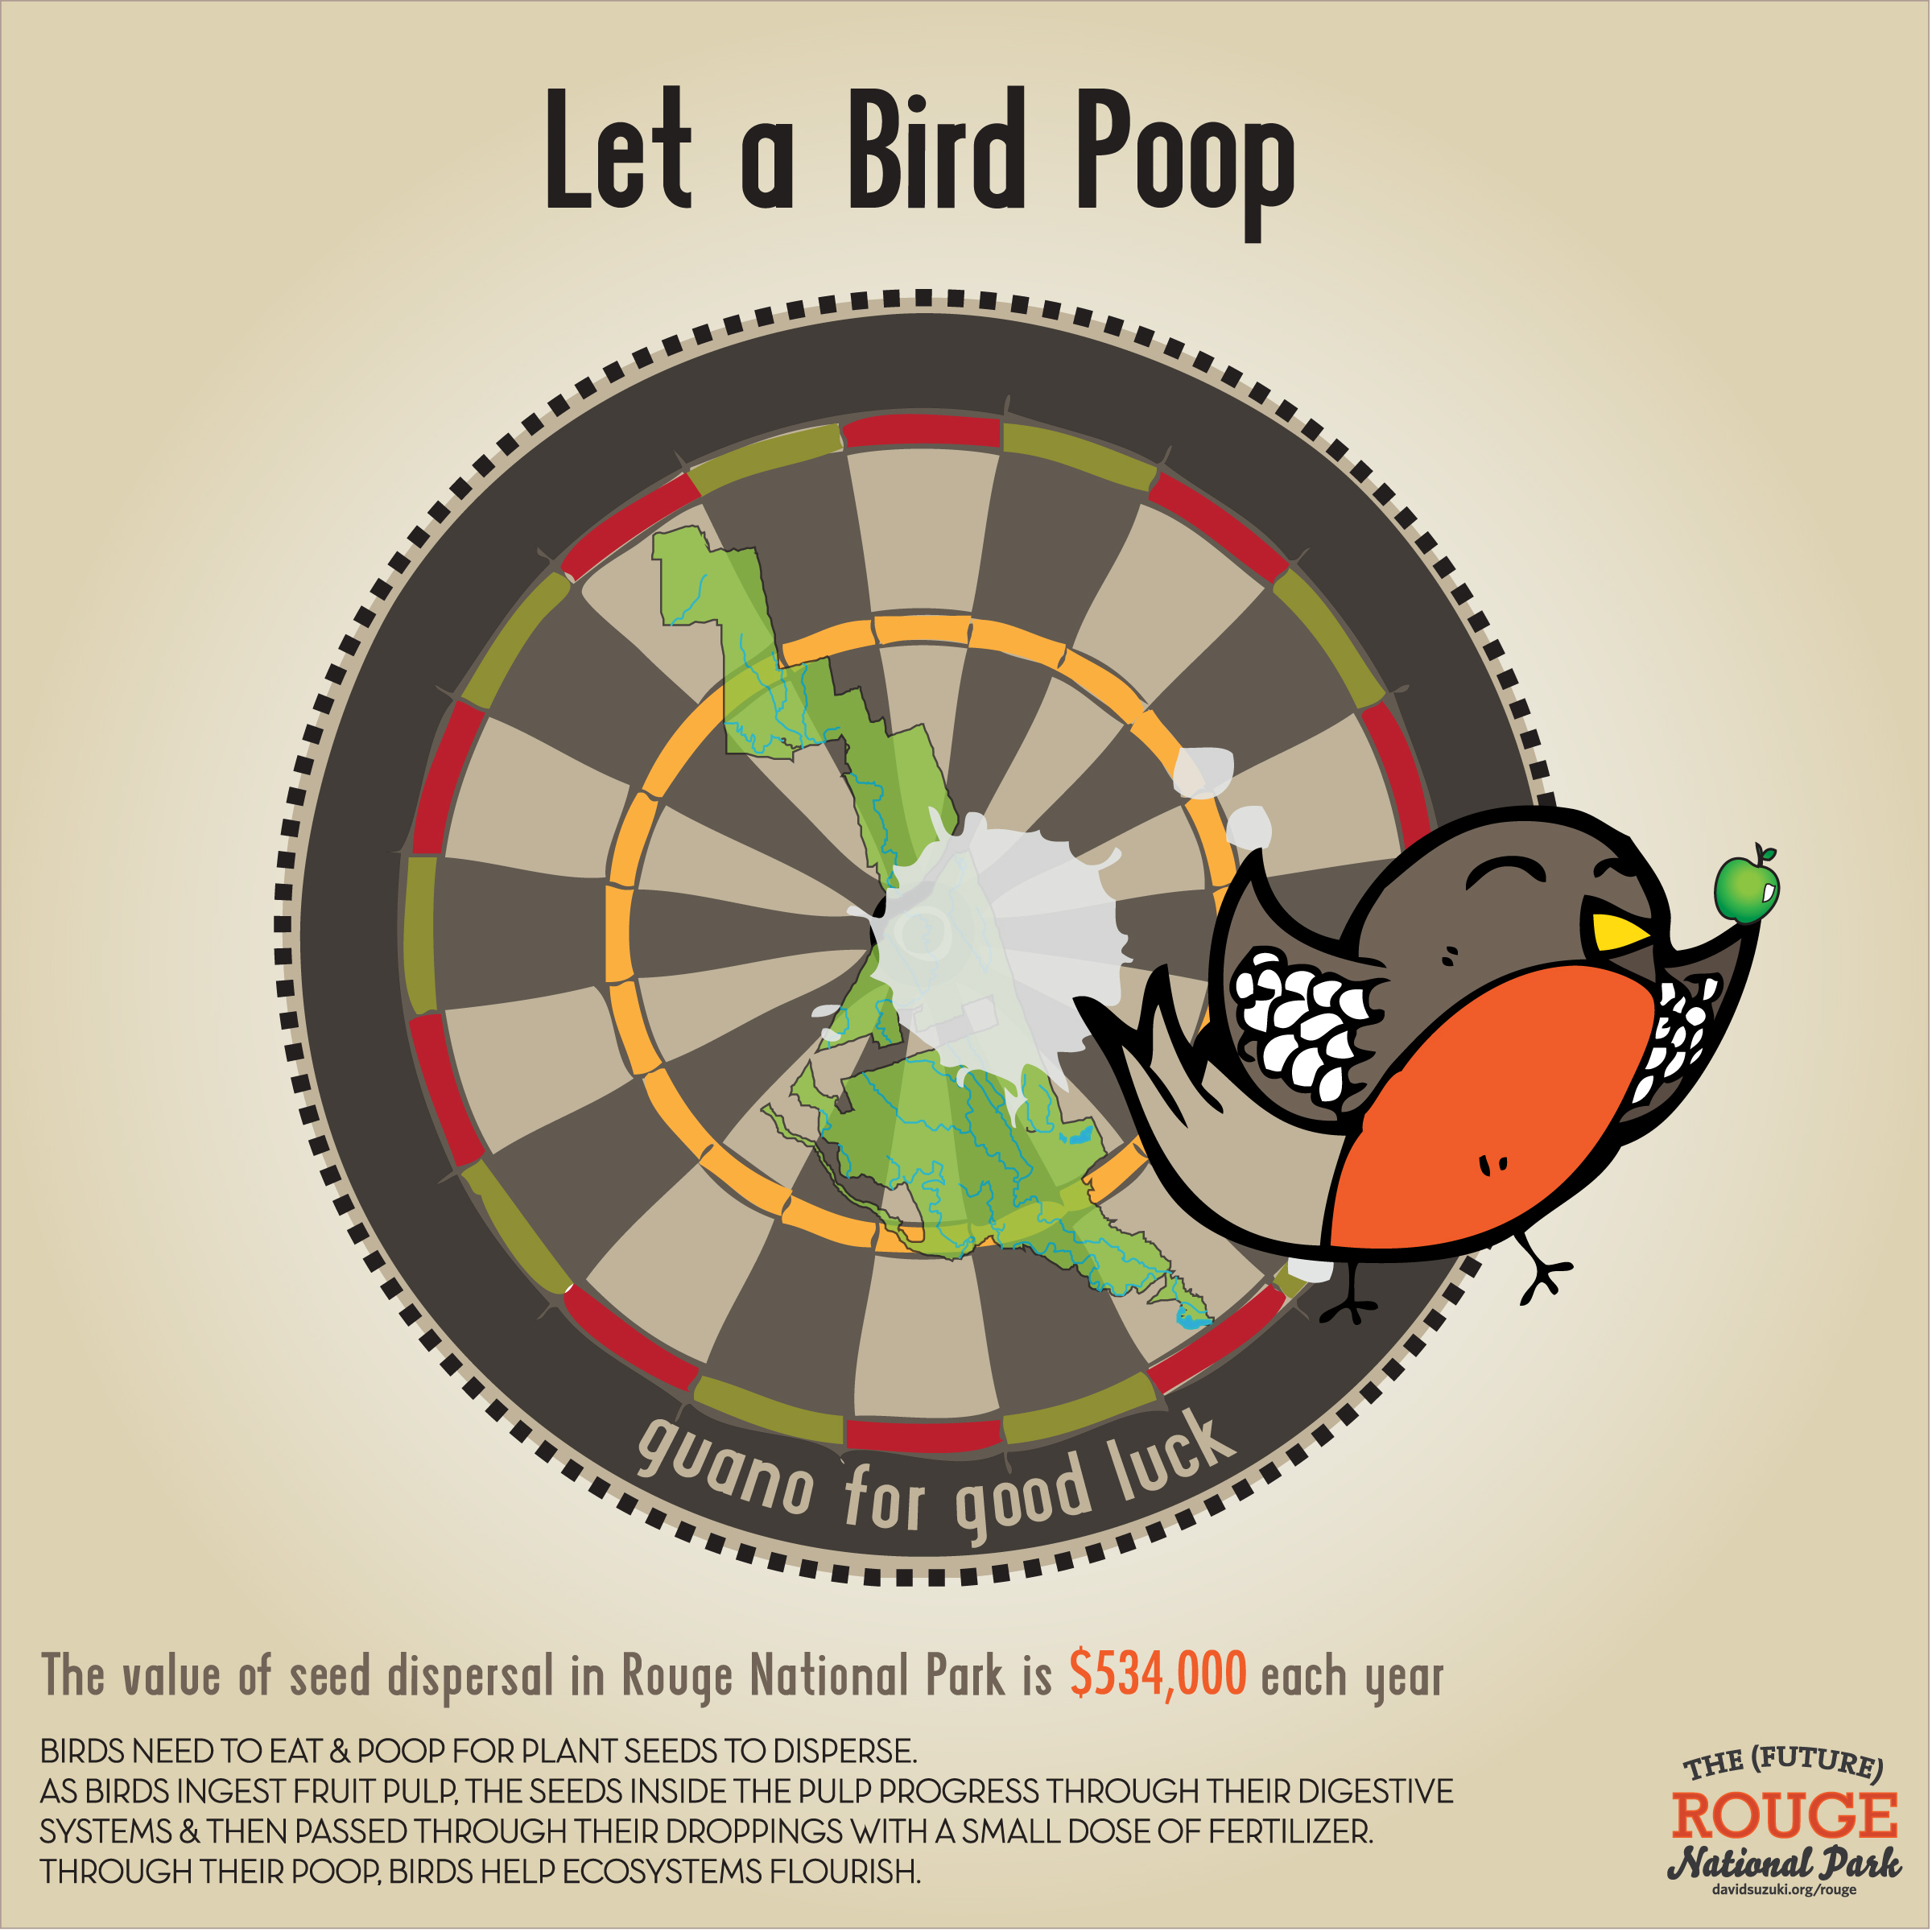 Let a Bird Poop
guano for good luck
The value of seed dispersal in Rouge National Park is $534,000 each year
BIRDS NEED TO EAT & POOP FOR PLANT SEEDS TO DISPERSE.
AS BIRDS INGEST FRUIT PULP, THE SEEDS INSIDE THE PULP PROGRESS THROUGH THEIR DIGESTIVE
SYSTEMS & THEN PASSED THROUGH THEIR DROPPINGS WITH A SMALL DOSE OF FERTILIZER.
THROUGH THEIR POOP, BIRDS HELP ECOSYSTEMS FLOURISH.
THE (FUTURE)
ROUGE
National Park
davidsuzuki.org/rouge